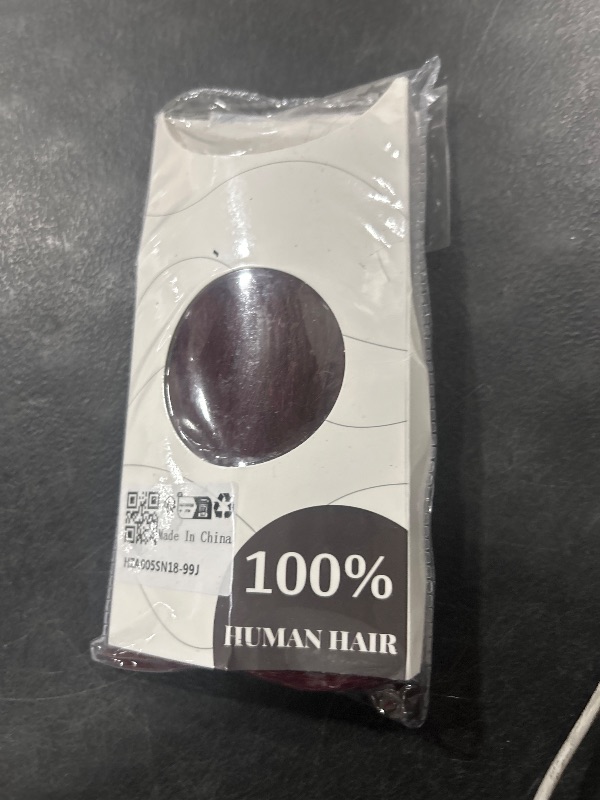 Made In China
HZA905SN18-99J
100%
HUMAN HAIR